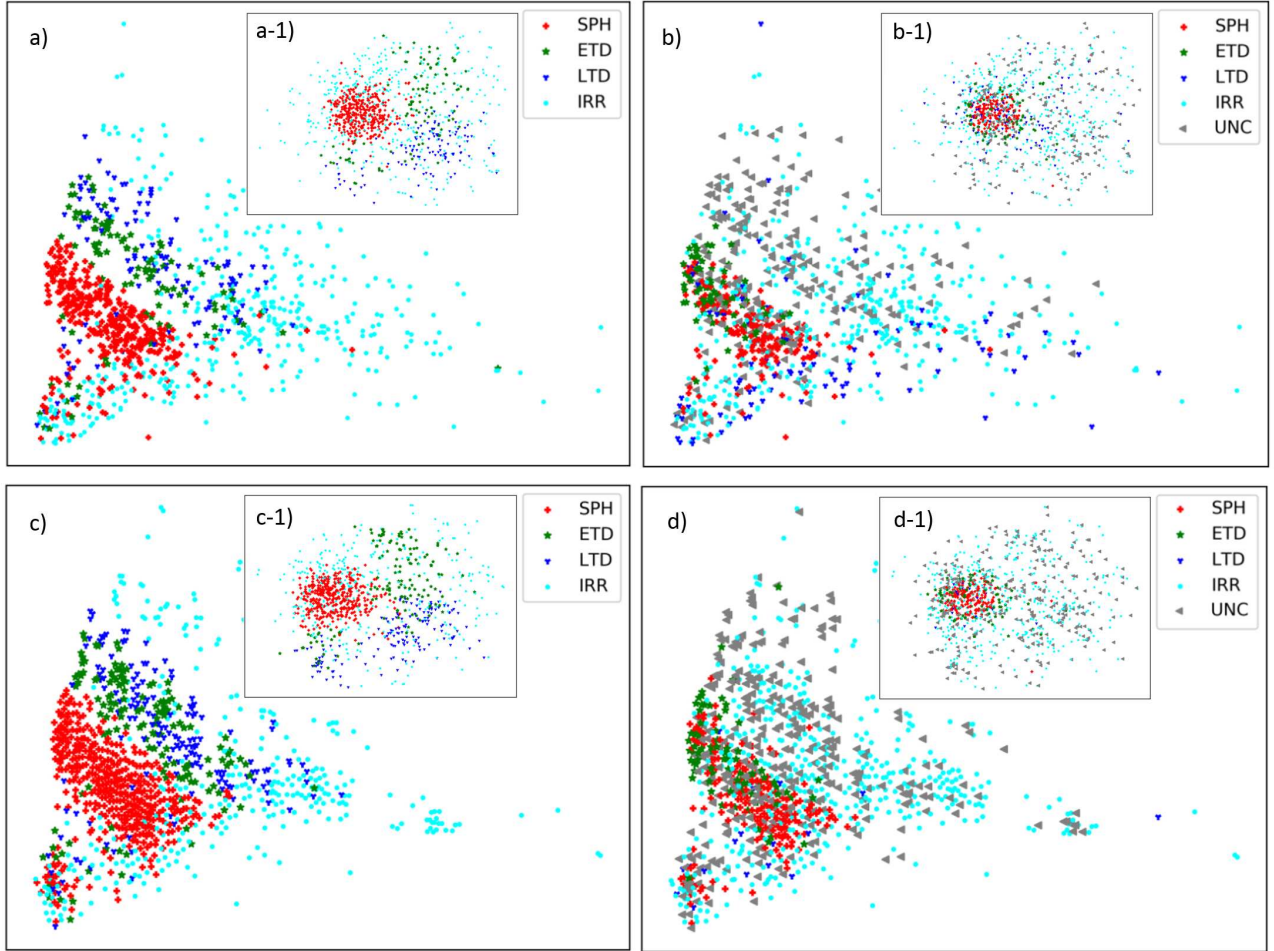 a)
a-1)
SPH
ETD
LTD
IRR
b)
b-1)
SPH
ETD
LTD
IRR
UNC
c)
c-1)
SPH
ETD
LTD
IRR
d)
d-1)
SPH
ETD
LTD
IRR
UNC